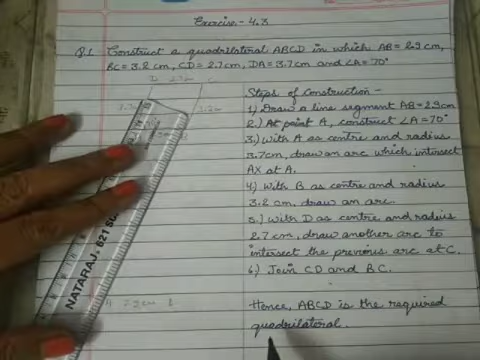 Exercise - 4.3
Q.1 Construct a quadrilateral ABCD in which AB = 2.9 cm,
BC = 3.2 cm, CD = 2.7 cm, DA = 3.7 cm and ∠A = 70°
D 2.7 cm C
Steps of construction -
1) Draw a line segment AB = 2.9 cm
2.) At point A, construct ∠A = 70°
3.) With A as centre and radius
3.7 cm, draw an arc which intersect
AX at A.
4) With B as centre and radius
3.2 cm, draw an arc.
5.) With D as centre and radius
2.7 cm, draw another arc to
intersect the previous arc at C.
6) Join CD and BC.
Hence, ABCD is the required
quadrilateral.
NATARAJ 621